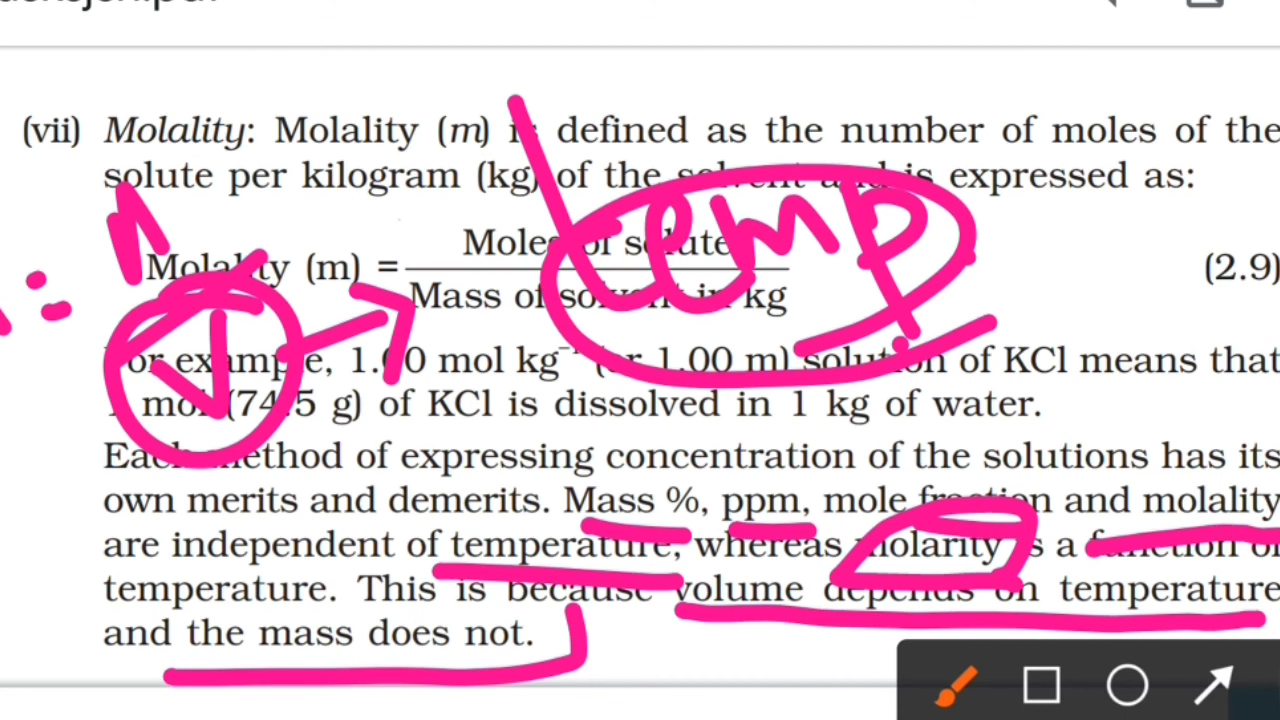 (vii) Molality: Molality (m) is defined as the number of moles of the
solute per kilogram (kg) of the solvent and is expressed as:
Molality (m) = Moles of solute / Mass of solvent in kg (2.9)
For example, 1.00 mol kg⁻¹ (or 1.00 m) solution of KCl means that
1 mol (74.5 g) of KCl is dissolved in 1 kg of water.
Each method of expressing concentration of the solutions has its
own merits and demerits. Mass %, ppm, mole fraction and molality
are independent of temperature, whereas molarity is a function of
temperature. This is because volume depends on temperature
and the mass does not.
temp